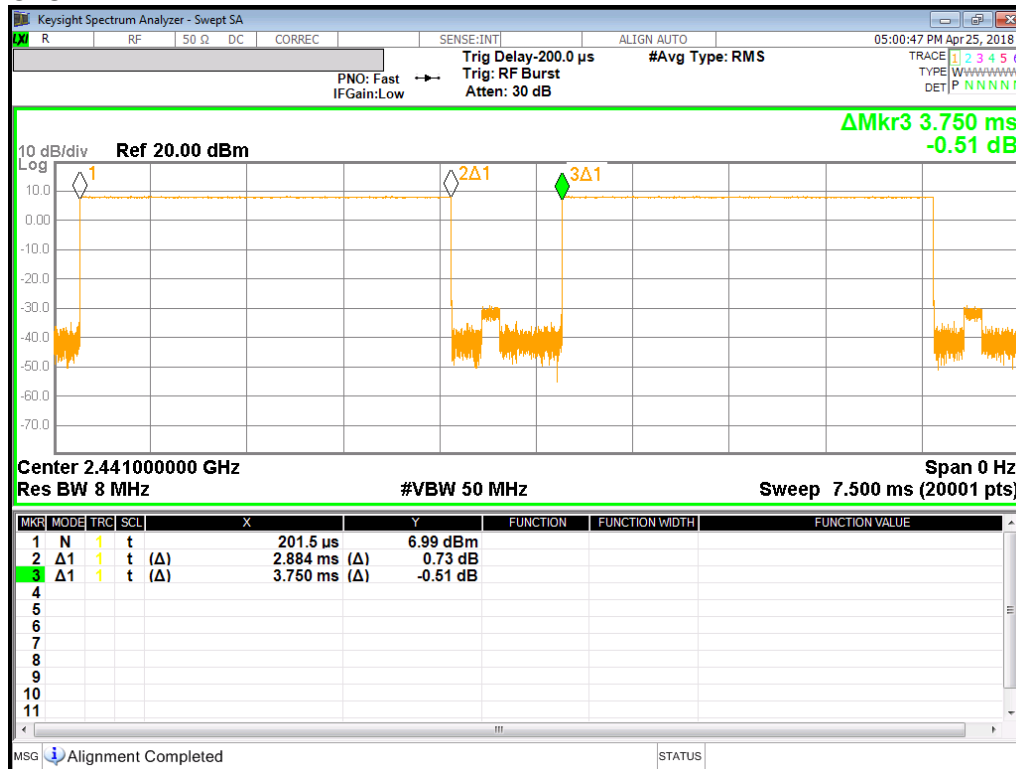 Keysight Spectrum Analyzer - Swept SA
LXI R RF 50 Ω DC CORREC SENSE:INT ALIGN AUTO 05:00:47 PM Apr 25, 2018
Trig Delay-200.0 µs #Avg Type: RMS TRACE 1 2 3 4 5 6
PNO: Fast Trig: RF Burst TYPE WWWWWW
IFGain:Low Atten: 30 dB DET P N N N N N
ΔMkr3 3.750 ms
10 dB/div Ref 20.00 dBm -0.51 dB
Log
1 2Δ1 3Δ1
10.0
0.00
-10.0
-20.0
-30.0
-40.0
-50.0
-60.0
-70.0
Center 2.441000000 GHz Span 0 Hz
Res BW 8 MHz #VBW 50 MHz Sweep 7.500 ms (20001 pts)
MKR MODE TRC SCL X Y FUNCTION FUNCTION WIDTH FUNCTION VALUE
1 N 1 t 201.5 µs 6.99 dBm
2 Δ1 1 t (Δ) 2.884 ms (Δ) 0.73 dB
3 Δ1 1 t (Δ) 3.750 ms (Δ) -0.51 dB
4
5
6
7
8
9
10
11
MSG Alignment Completed STATUS